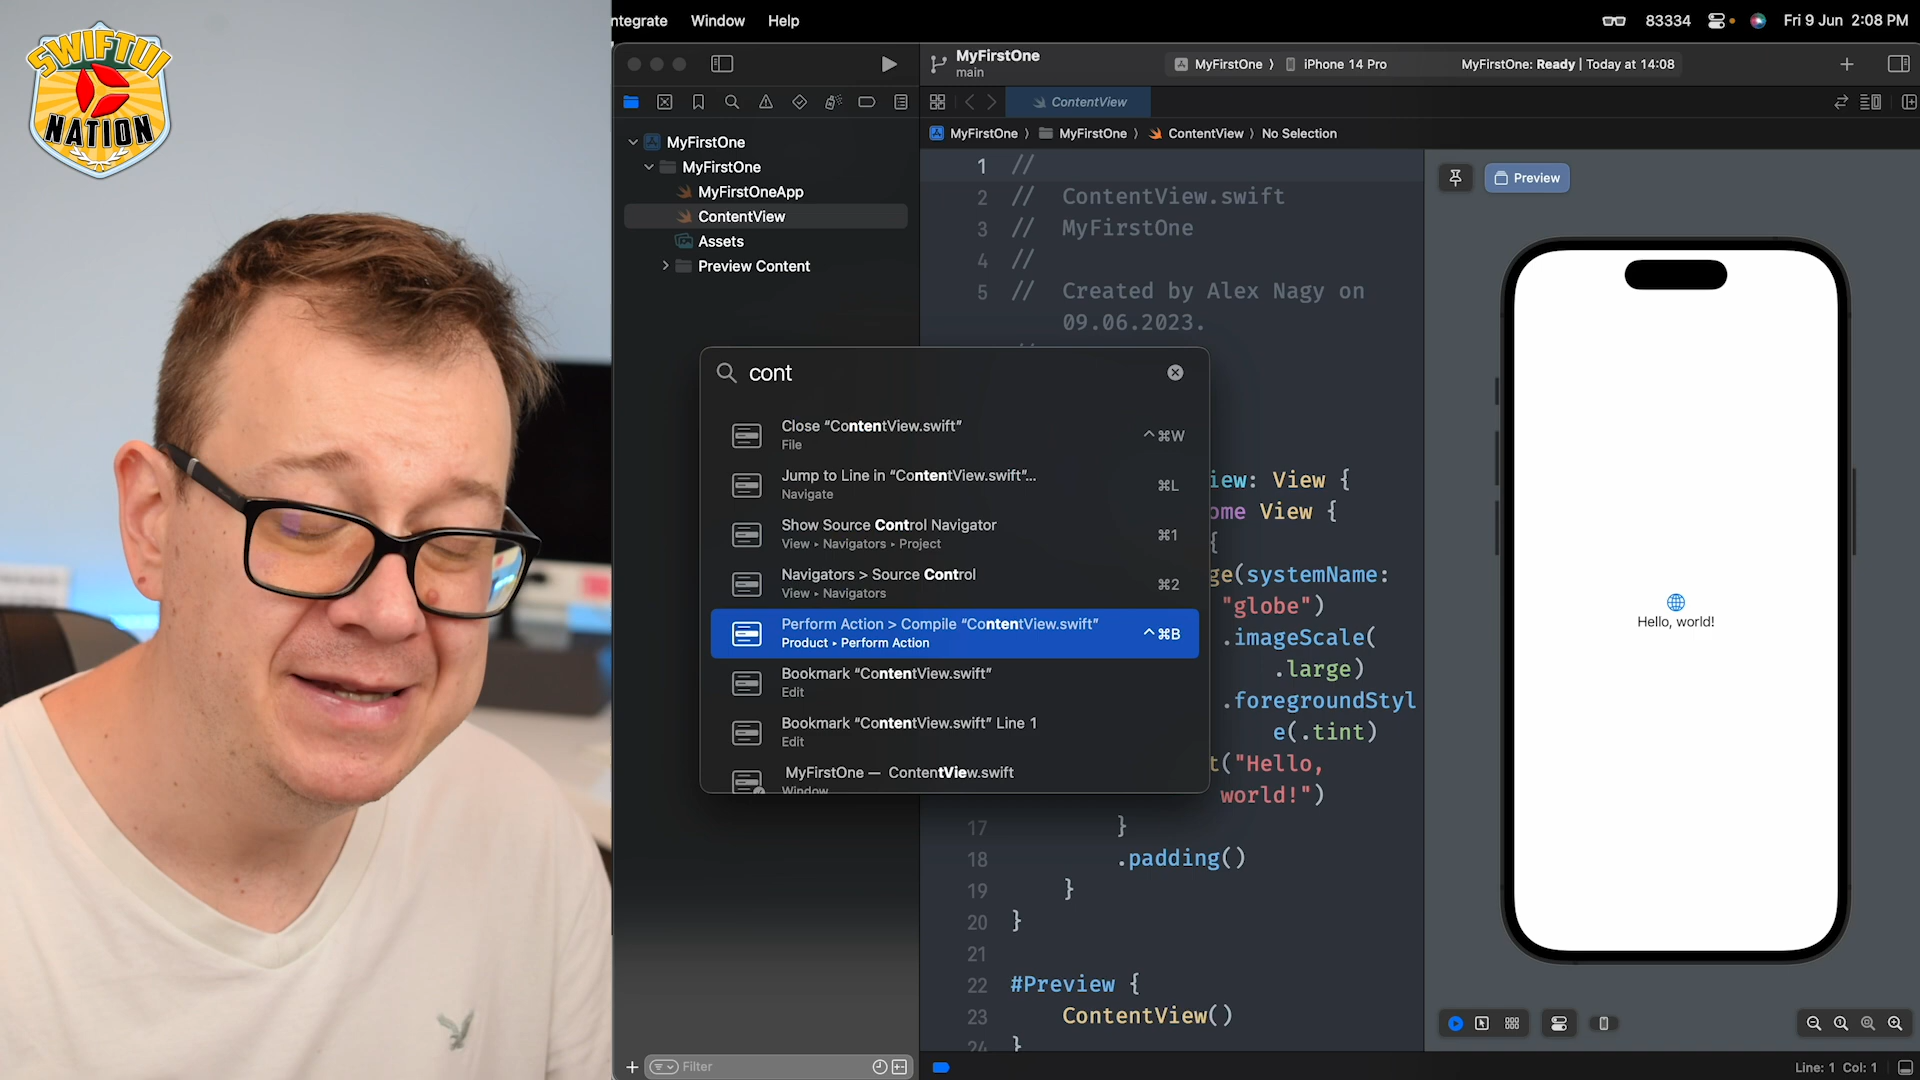 SWIFTUI
NATION
ntegrate Window Help
83334 Fri 9 Jun 2:08 PM
MyFirstOne
main
MyFirstOne ⟩ iPhone 14 Pro
MyFirstOne: Ready | Today at 14:08
ContentView
MyFirstOne ⟩ MyFirstOne ⟩ ContentView ⟩ No Selection
MyFirstOne
MyFirstOne
MyFirstOneApp
ContentView
Assets
Preview Content
Filter
1 //
2 // ContentView.swift
3 // MyFirstOne
4 //
5 // Created by Alex Nagy on
09.06.2023.
cont
Close “ContentView.swift” ^⌘W
File
Jump to Line in “ContentView.swift”... ⌘L
Navigate
Show Source Control Navigator ⌘1
View ▸ Navigators ▸ Project
Navigators > Source Control ⌘2
View ▸ Navigators
Perform Action > Compile “ContentView.swift” ^⌘B
Product ▸ Perform Action
Bookmark “ContentView.swift”
Edit
Bookmark “ContentView.swift” Line 1
Edit
MyFirstOne — ContentView.swift
Window
iew: View {
ome View {
{
ge(systemName:
"globe")
.imageScale(
.large)
.foregroundStyl
e(.tint)
t("Hello,
world!")
17 }
18 .padding()
19 }
20 }
21
22 #Preview {
23 ContentView()
24 }
Preview
Hello, world!
Line: 1 Col: 1